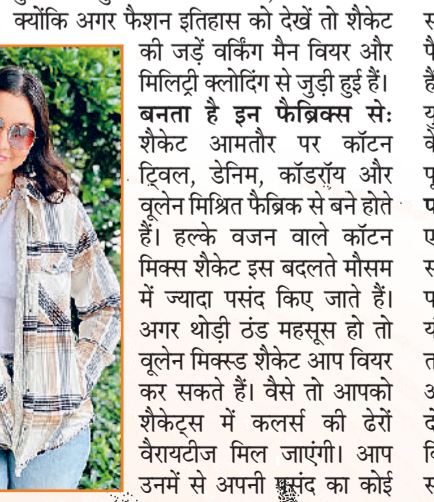 क्योंकि अगर फैशन इतिहास को देखें तो शैकेट
की जड़ें वर्किंग मैन वियर और
मिलिट्री क्लोदिंग से जुड़ी हुई हैं।
बनता है इन फैब्रिक्स से:
शैकेट आमतौर पर कॉटन
ट्विल, डेनिम, कॉडरॉय और
वूलेन मिश्रित फैब्रिक से बने होते
हैं। हल्के वजन वाले कॉटन
मिक्स शैकेट इस बदलते मौसम
में ज्यादा पसंद किए जाते हैं।
अगर थोड़ी ठंड महसूस हो तो
वूलेन मिक्स्ड शैकेट आप वियर
कर सकते हैं। वैसे तो आपको
शैकेट्स में कलर्स की ढेरों
वैरायटीज मिल जाएंगी। आप
उनमें से अपनी पसंद का कोई